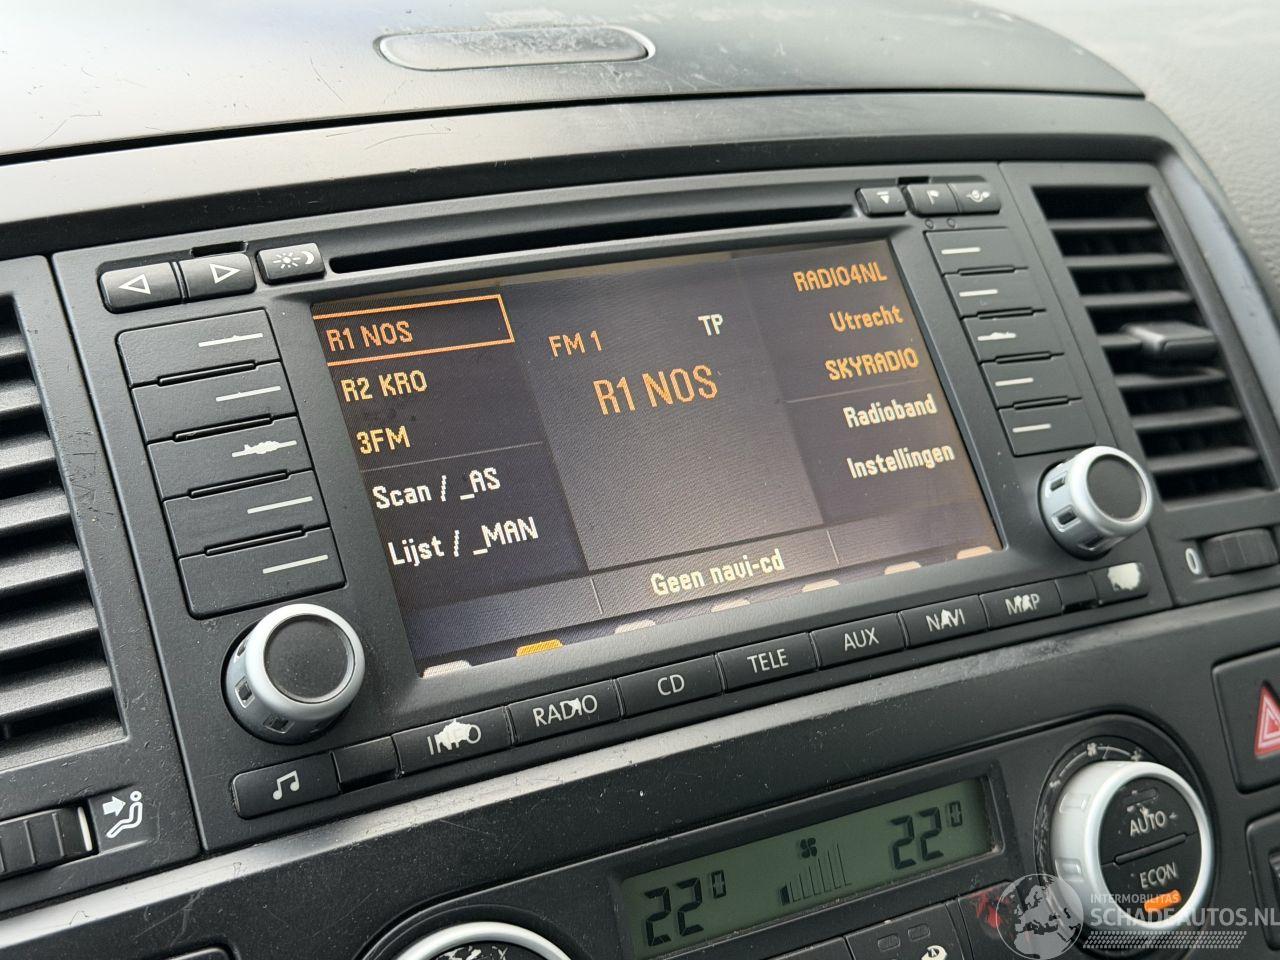 R1 NOS
R2 KRO
3FM
Scan / _AS
Lijst / _MAN
FM 1
TP
R1 NOS
RADIO4NL
Utrecht
SKYRADIO
Radioband
Instellingen
Geen navi-cd
INFO
RADIO
CD
TELE
AUX
NAVI
MAP
0
22
22
AUTO
ECON
INTERMOBILITAS
SCHADEAUTOS.NL